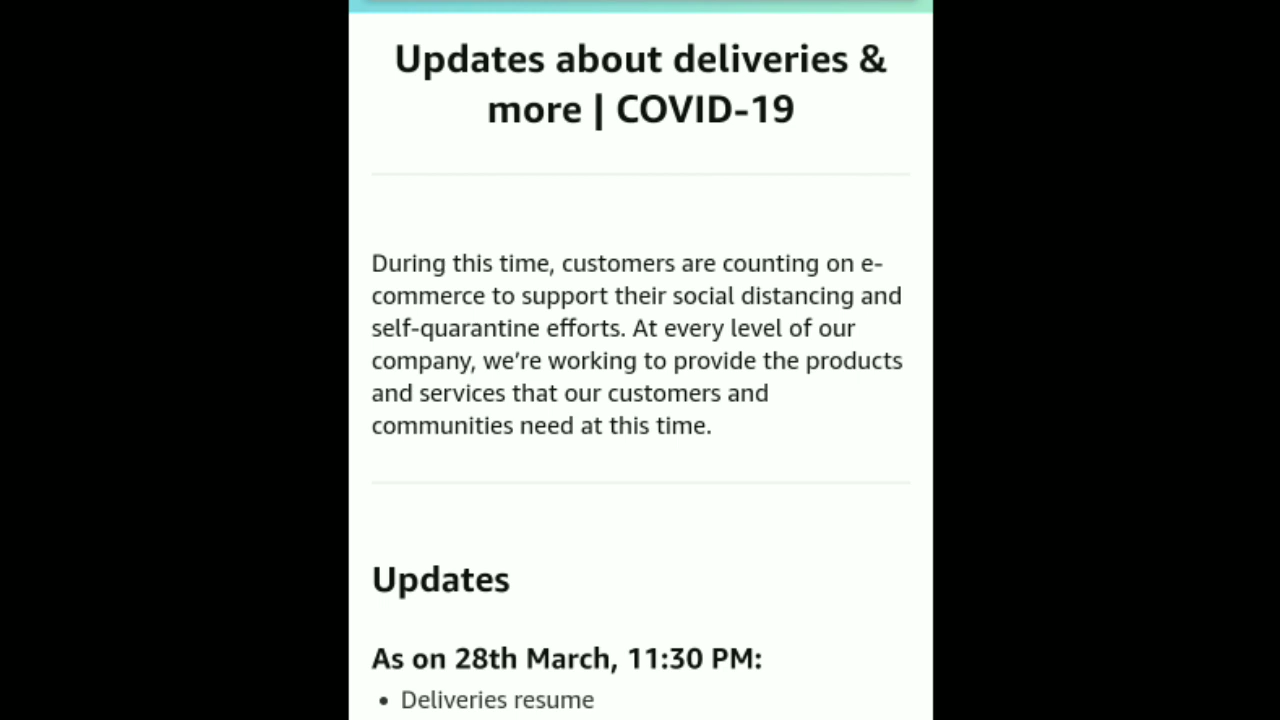 Updates about deliveries &
more | COVID-19
During this time, customers are counting on e-
commerce to support their social distancing and
self-quarantine efforts. At every level of our
company, we’re working to provide the products
and services that our customers and
communities need at this time.
Updates
As on 28th March, 11:30 PM:
• Deliveries resume